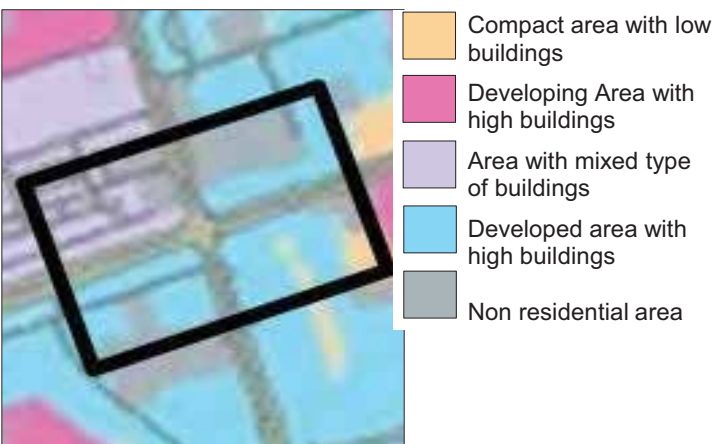 Compact area with low
buildings
Developing Area with
high buildings
Area with mixed type
of buildings
Developed area with
high buildings
Non residential area